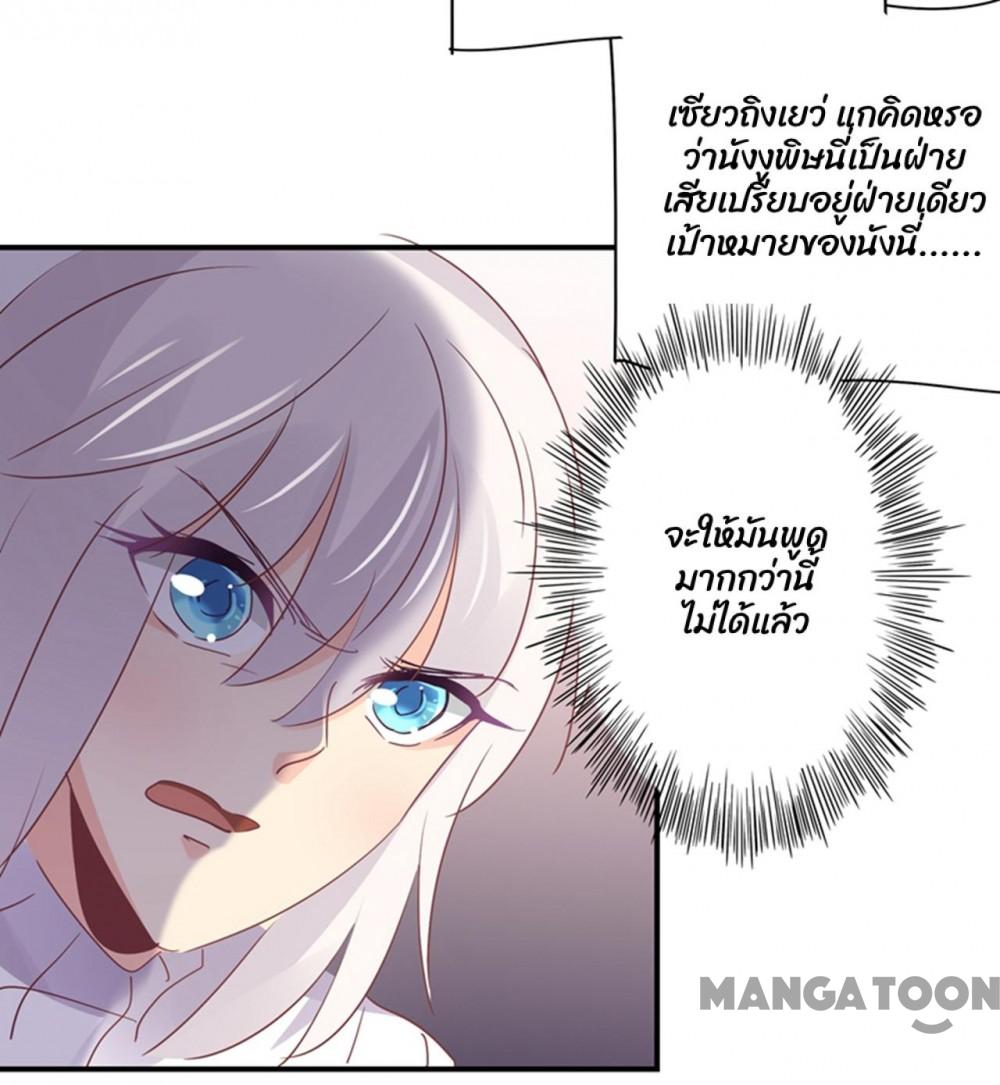 เซียวถิงเยว่ แกคิดหรอ
ว่านังงูพิษนี่เป็นฝ่าย
เสียเปรียบอยู่ฝ่ายเดียว
เป้าหมายของนังนี่......
จะให้มันพูด
มากกว่านี้
ไม่ได้แล้ว
MANGATOON